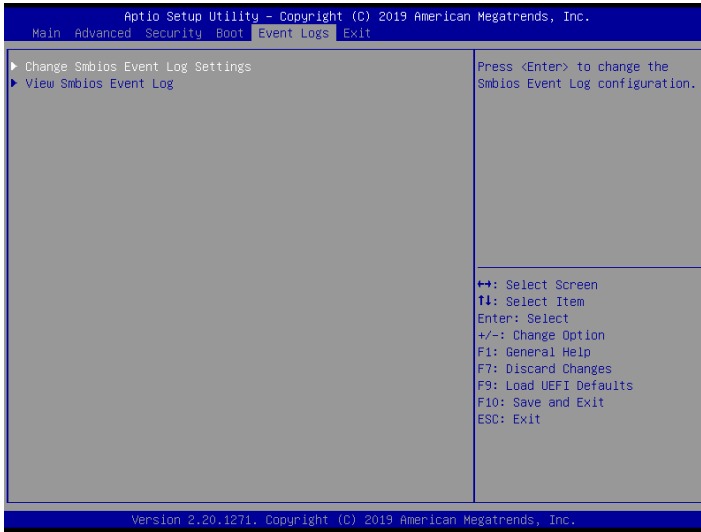 Aptio Setup Utility – Copyright (C) 2019 American Megatrends, Inc.
Main Advanced Security Boot Event Logs Exit
▶ Change Smbios Event Log Settings
▶ View Smbios Event Log
Press <Enter> to change the
Smbios Event Log configuration.
↔: Select Screen
↑↓: Select Item
Enter: Select
+/-: Change Option
F1: General Help
F7: Discard Changes
F9: Load UEFI Defaults
F10: Save and Exit
ESC: Exit
Version 2.20.1271. Copyright (C) 2019 American Megatrends, Inc.